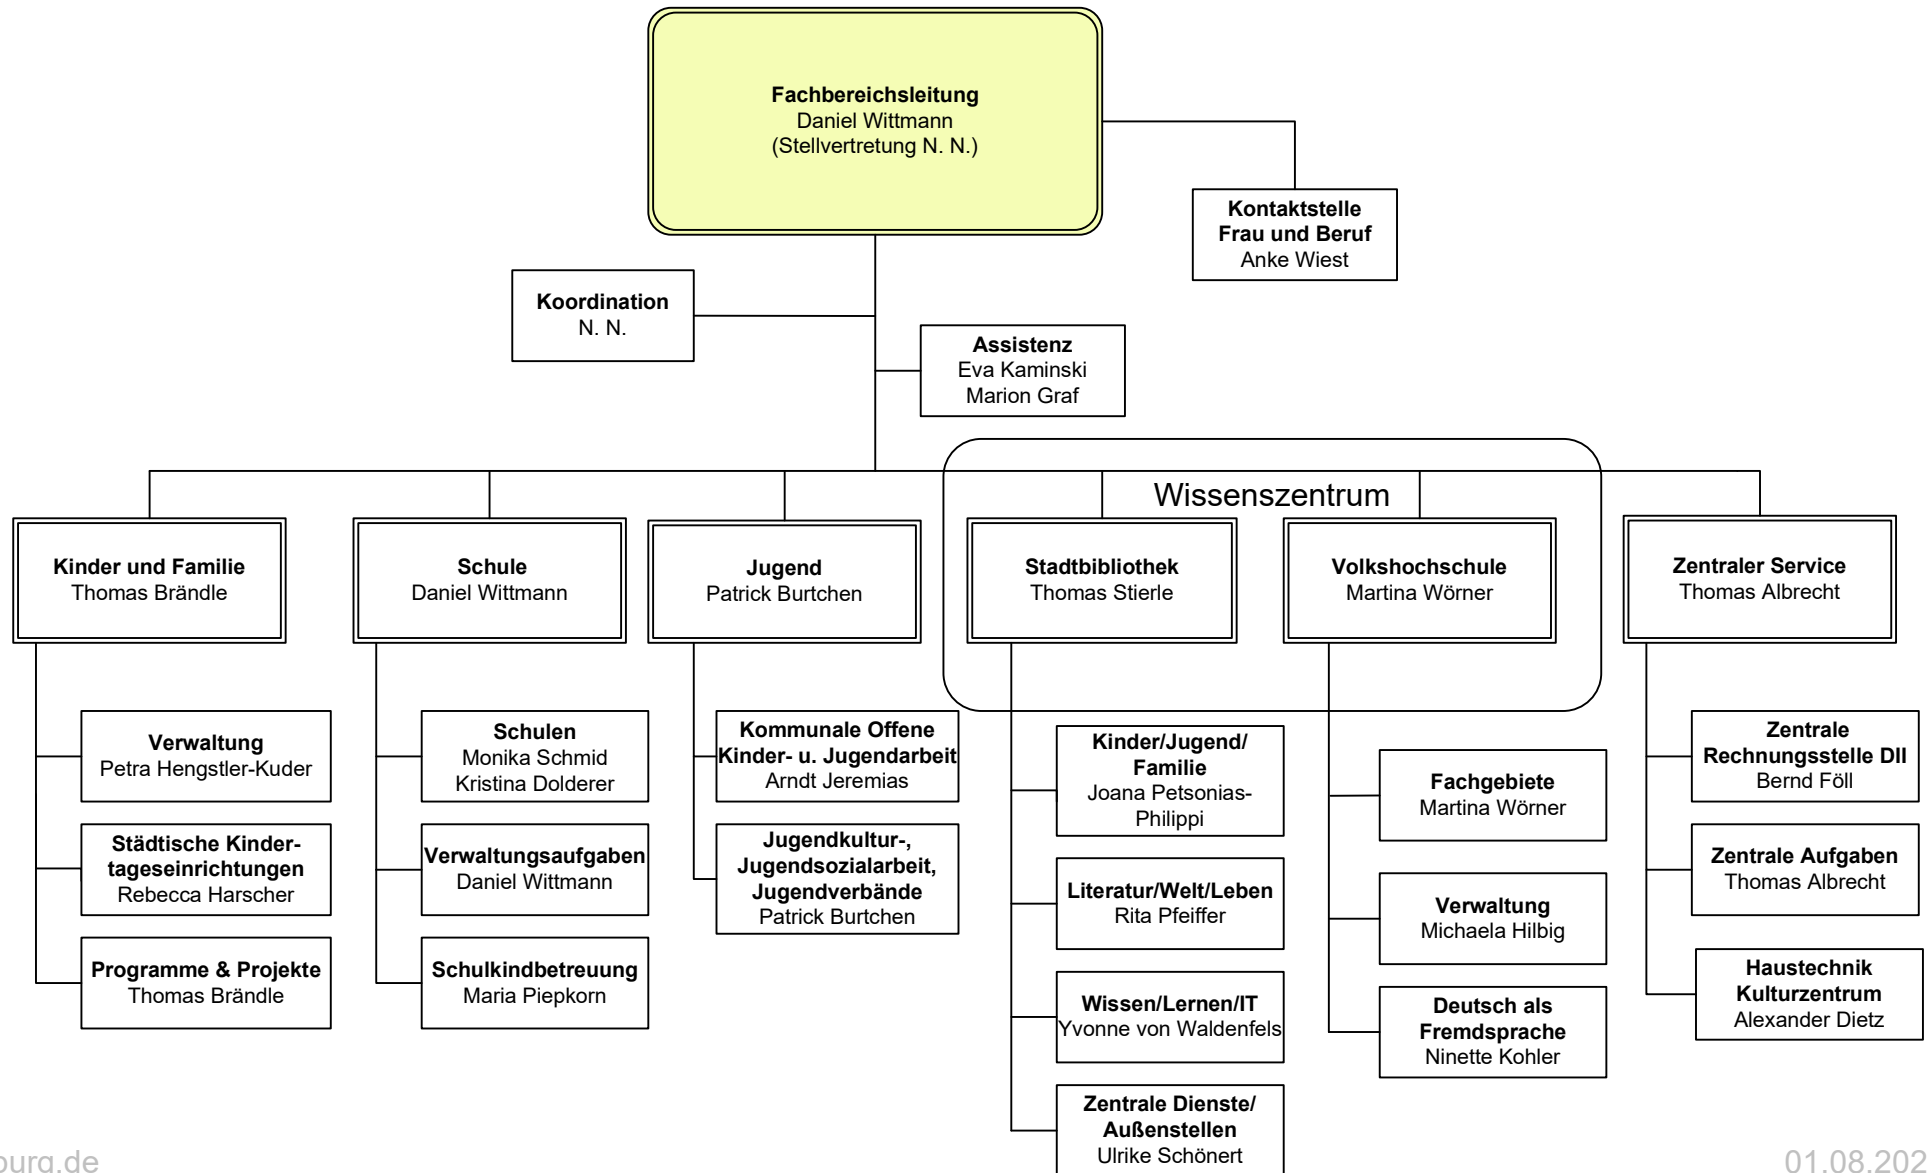 Fachbereichsleitung
Daniel Wittmann
(Stellvertretung N. N.)
Kontaktstelle
Frau und Beruf
Anke Wiest
Koordination
N. N.
Assistenz
Eva Kaminski
Marion Graf
Wissenszentrum
Kinder und Familie
Thomas Brändle
Schule
Daniel Wittmann
Jugend
Patrick Burtchen
Stadtbibliothek
Thomas Stierle
Volkshochschule
Martina Wörner
Zentraler Service
Thomas Albrecht
Verwaltung
Petra Hengstler-Kuder
Städtische Kinder-
tageseinrichtungen
Rebecca Harscher
Programme & Projekte
Thomas Brändle
Schulen
Monika Schmid
Kristina Dolderer
Verwaltungsaufgaben
Daniel Wittmann
Schulkindbetreuung
Maria Piepkorn
Kommunale Offene
Kinder- u. Jugendarbeit
Arndt Jeremias
Jugendkultur-,
Jugendsozialarbeit,
Jugendverbände
Patrick Burtchen
Kinder/Jugend/
Familie
Joana Petsonias-
Philippi
Literatur/Welt/Leben
Rita Pfeiffer
Wissen/Lernen/IT
Yvonne von Waldenfels
Zentrale Dienste/
Außenstellen
Ulrike Schönert
Fachgebiete
Martina Wörner
Verwaltung
Michaela Hilbig
Deutsch als
Fremdsprache
Ninette Kohler
Zentrale
Rechnungsstelle DII
Bernd Föll
Zentrale Aufgaben
Thomas Albrecht
Haustechnik
Kulturzentrum
Alexander Dietz
burg.de
01.08.202